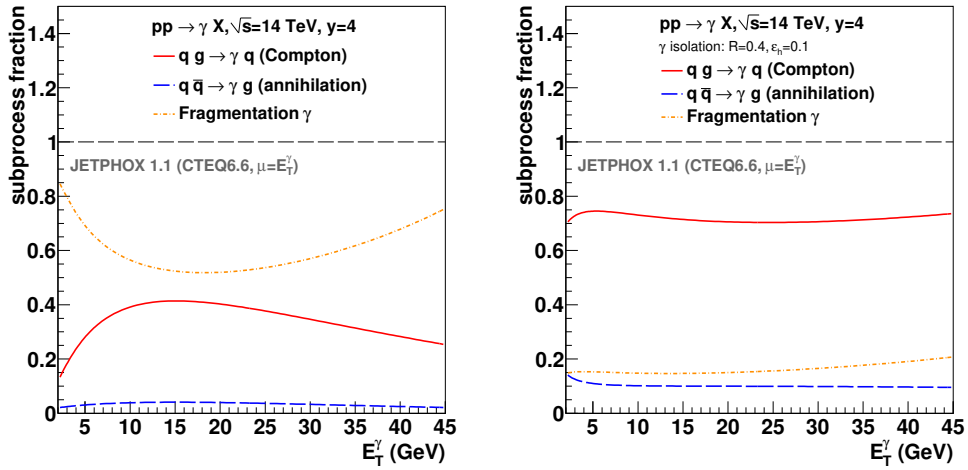 pp → γ X, √s=14 TeV, y=4
q g → γ q (Compton)
q q̄ → γ g (annihilation)
Fragmentation γ
JETPHOX 1.1 (CTEQ6.6, μ=E_T^γ)
subprocess fraction
1.4
1.2
1
0.8
0.6
0.4
0.2
0
5 10 15 20 25 30 35 40 45
E_T^γ (GeV)
pp → γ X, √s=14 TeV, y=4
γ isolation: R=0.4, ε_h=0.1
q g → γ q (Compton)
q q̄ → γ g (annihilation)
Fragmentation γ
JETPHOX 1.1 (CTEQ6.6, μ=E_T^γ)
subprocess fraction
1.4
1.2
1
0.8
0.6
0.4
0.2
0
5 10 15 20 25 30 35 40 45
E_T^γ (GeV)